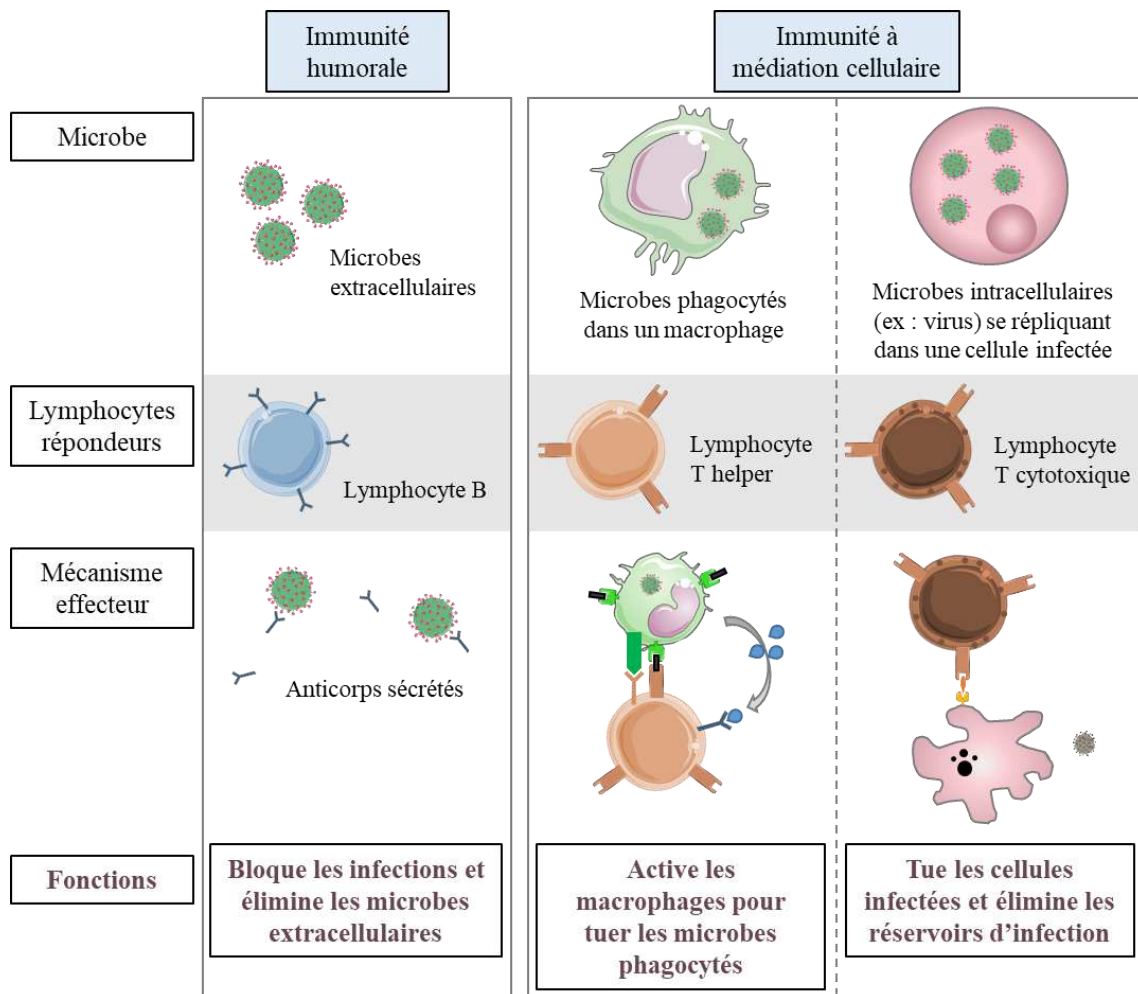 Immunité
humorale
Immunité à
médiation cellulaire
Microbe
Microbes
extracellulaires
Microbes phagocytés
dans un macrophage
Microbes intracellulaires
(ex : virus) se répliquant
dans une cellule infectée
Lymphocytes
répondeurs
Lymphocyte B
Lymphocyte
T helper
Lymphocyte
T cytotoxique
Mécanisme
effecteur
Anticorps sécrétés
Fonctions
Bloque les infections et
élimine les microbes
extracellulaires
Active les
macrophages pour
tuer les microbes
phagocytés
Tue les cellules
infectées et élimine les
réservoirs d’infection